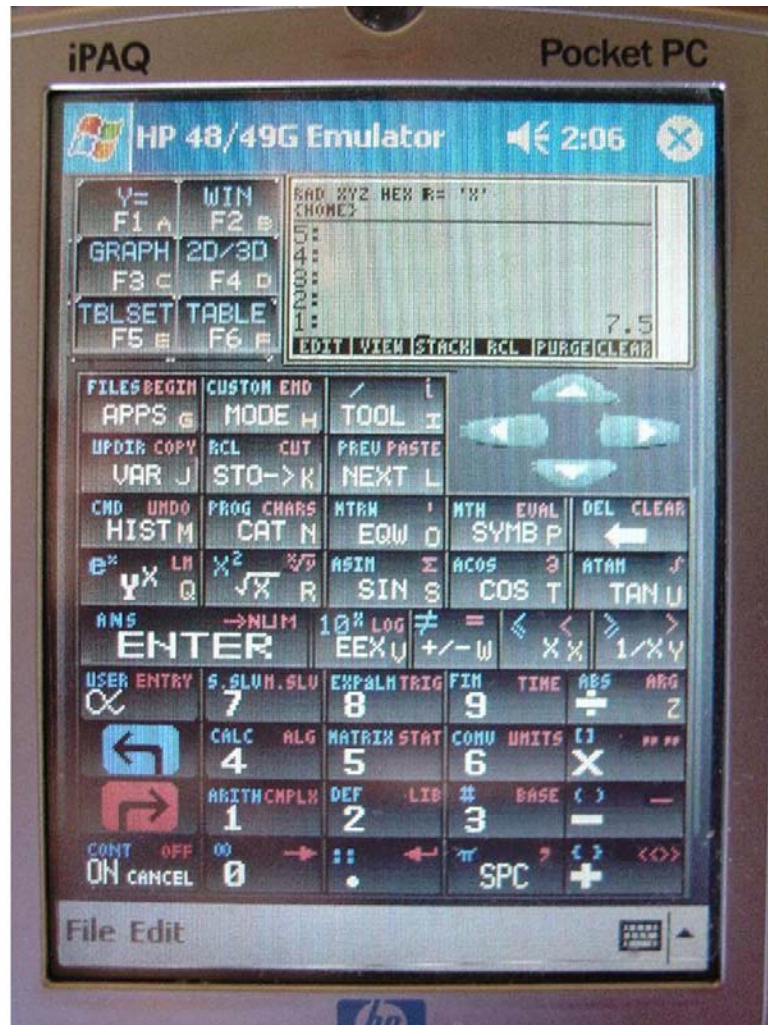 iPAQ Pocket PC
HP 48/49G Emulator 2:06
Y= WIN
F1 A F2 B
GRAPH 2D/3D
F3 C F4 D
TBLSET TABLE
F5 E F6 F
RAD XYZ HEX R= 'X'
{HOME}
5:
4:
3:
2:
1: 7.5
EDIT VIEW STACK RCL PURGE CLEAR
FILES BEGIN CUSTOM END / i
APPS G MODE H TOOL I
UPDIR COPY RCL CUT PREV PASTE
VAR J STO-> K NEXT L
CMD UNDO PROG CHARS MTRW ' MTH EVAL DEL CLEAR
HIST M CAT N EQW O SYMB P
eˣ LN X² ˣ√y ASIN Σ ACOS ∂ ATAN ∫
yˣ Q √X R SIN S COS T TAN U
ANS →NUM 10ˣ LOG ≠ = ≤ < ≥ >
ENTER EEX V +/- W X X 1/X Y
USER ENTRY S.SLV N.SLV EXP&LN TRIG FIN TIME ABS ARG
α 7 8 9 ÷ Z
CALC ALG MATRIX STAT CONV UNITS [] " "
4 5 6 X
ARITH CMPLX DEF LIB # BASE ( ) _
1 2 3 −
CONT OFF ∞ → :: ↵ π , { } «»
ON CANCEL 0 . SPC +
File Edit
hp